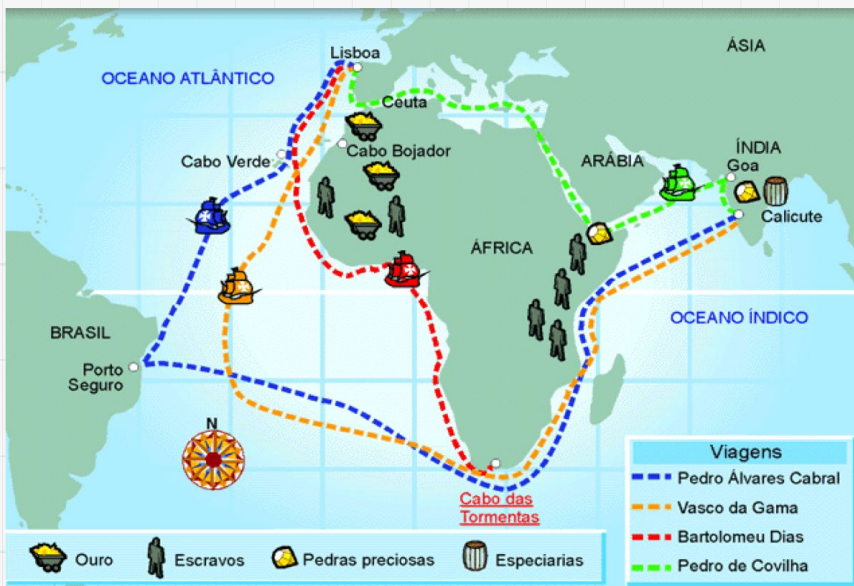 Lisboa
ÁSIA
OCEANO ATLÂNTICO
Ceuta
Cabo Verde
Cabo Bojador
ARÁBIA
ÍNDIA
Goa
Calicute
ÁFRICA
BRASIL
OCEANO ÍNDICO
Porto
Seguro
N
Cabo das
Tormentas
Viagens
Pedro Álvares Cabral
Vasco da Gama
Bartolomeu Dias
Pedro de Covilha
Ouro
Escravos
Pedras preciosas
Especiarias